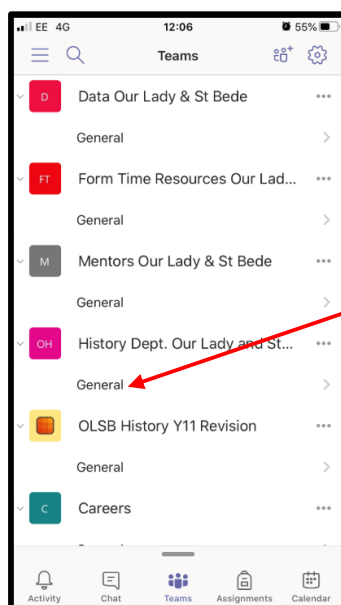 EE 4G 12:06 55%
Teams
D Data Our Lady & St Bede
General
FT Form Time Resources Our Lad...
General
M Mentors Our Lady & St Bede
General
OH History Dept. Our Lady and St...
General
OLSB History Y11 Revision
General
C Careers
Activity Chat Teams Assignments Calendar